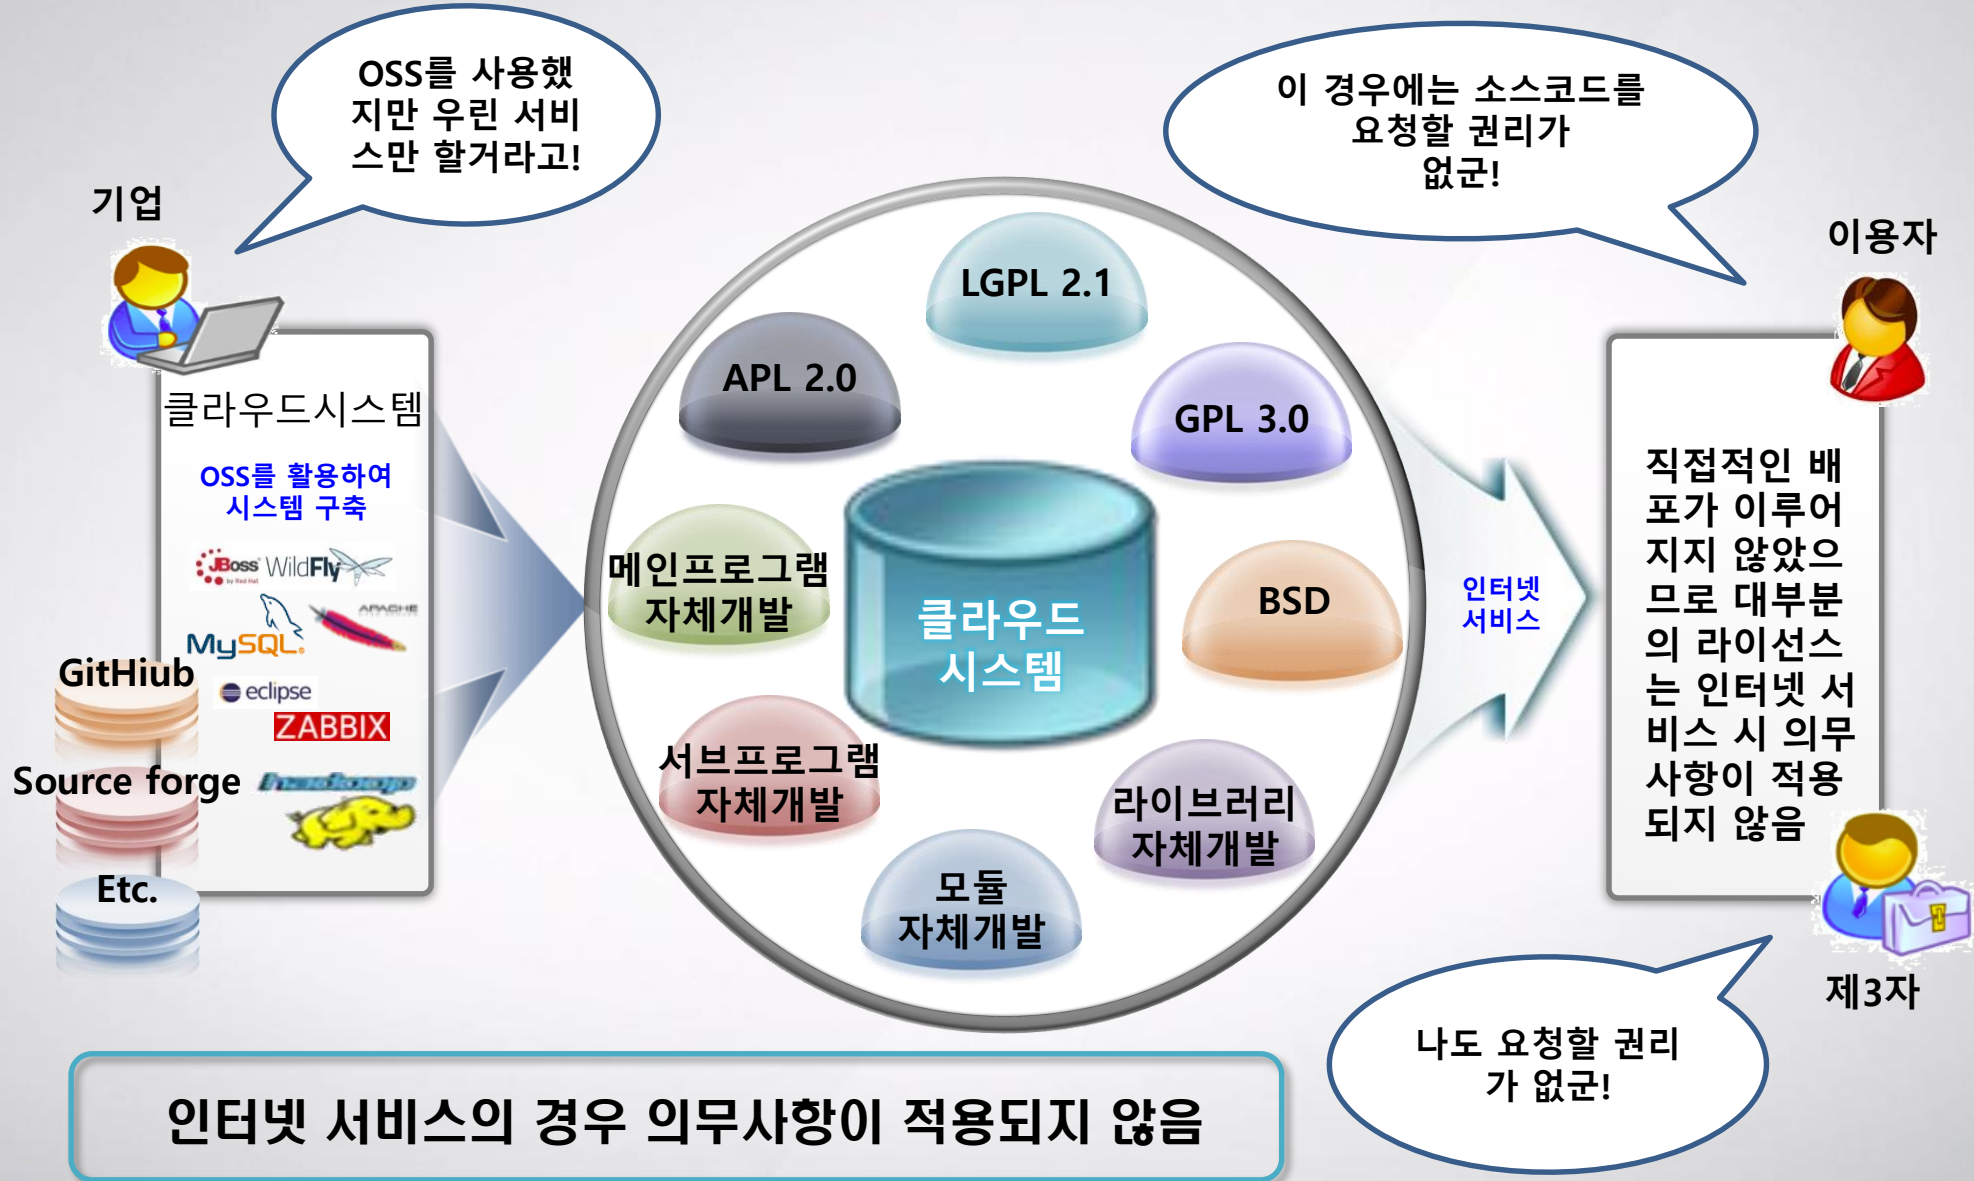 OSS를 사용했
지만 우린 서비
스만 할거라고!
이 경우에는 소스코드를
요청할 권리가
없군!
기업
이용자
클라우드시스템
OSS를 활용하여
시스템 구축
JBoss
by Red Hat
WildFly
APACHE
MySQL
eclipse
ZABBIX
hadoop
GitHiub
Source forge
Etc.
LGPL 2.1
APL 2.0
GPL 3.0
메인프로그램
자체개발
클라우드
시스템
BSD
서브프로그램
자체개발
라이브러리
자체개발
모듈
자체개발
인터넷
서비스
직접적인 배
포가 이루어
지지 않았으
므로 대부분
의 라이선스
는 인터넷 서
비스 시 의무
사항이 적용
되지 않음
제3자
나도 요청할 권리
가 없군!
인터넷 서비스의 경우 의무사항이 적용되지 않음